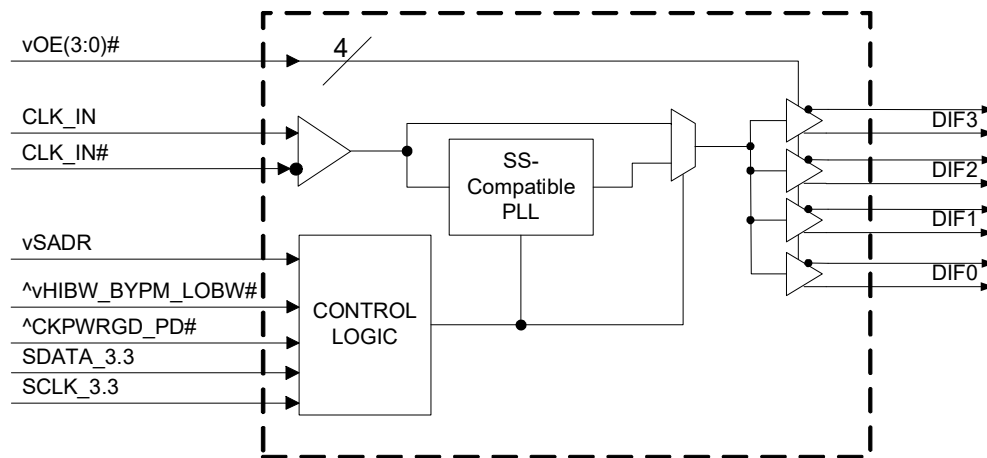 vOE(3:0)#
4
CLK_IN
CLK_IN#
SS-
Compatible
PLL
DIF3
DIF2
DIF1
DIF0
vSADR
^vHIBW_BYPM_LOBW#
^CKPWRGD_PD#
SDATA_3.3
SCLK_3.3
CONTROL
LOGIC